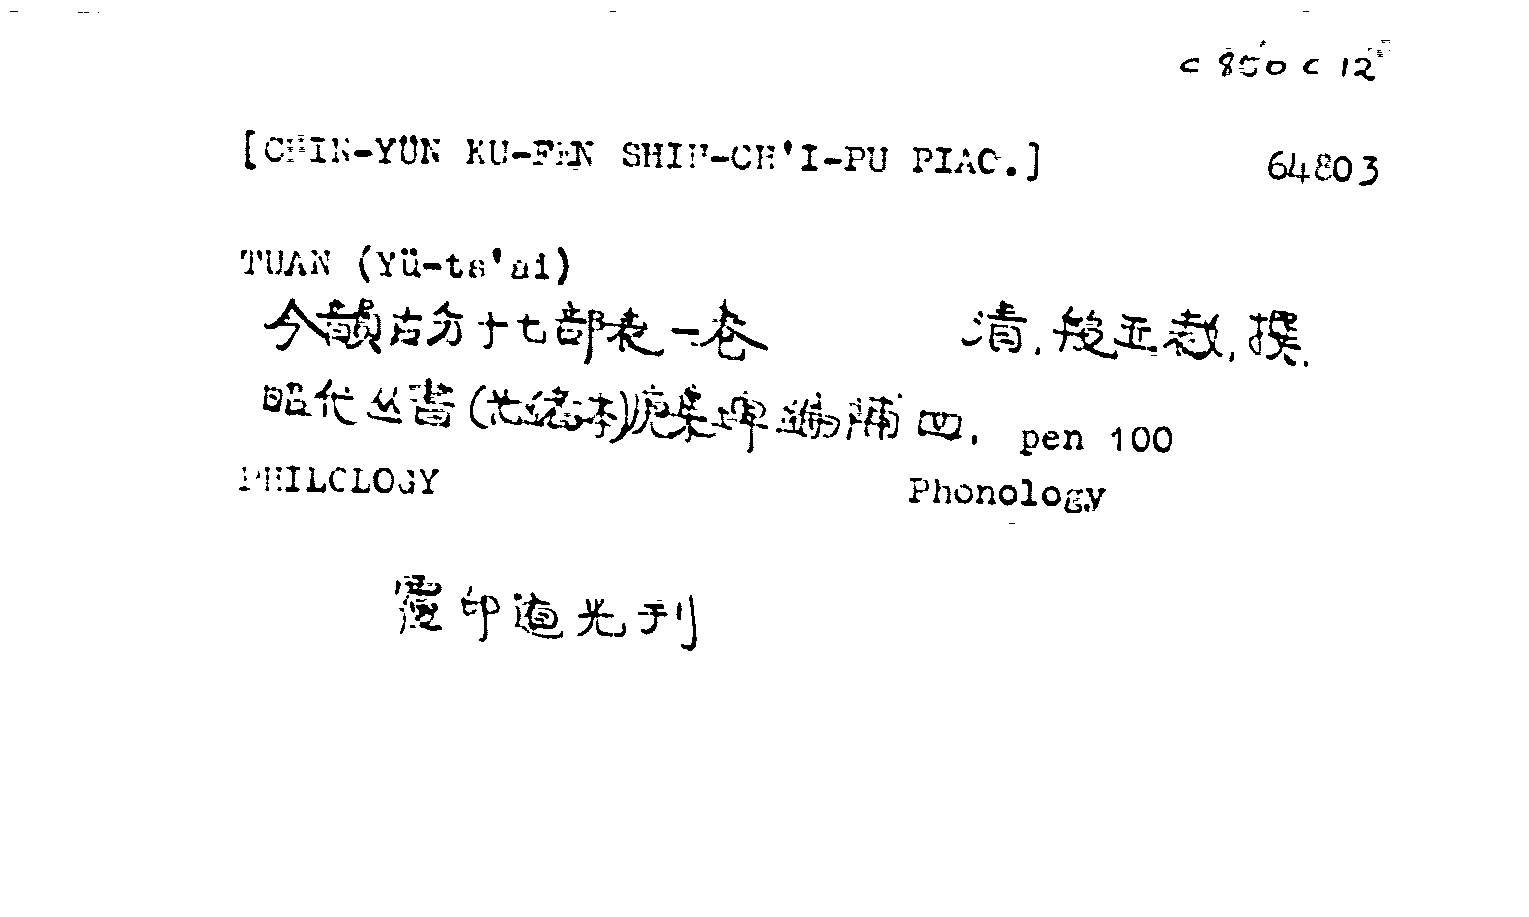 c 850 c 12
[CHIN-YÜN KU-FEN SHIH-CH'I-PU PIAO.] 64803
TUAN (Yü-ts'ai)
今韻古分十七部表一卷 清.段玉裁.撰.
昭代丛書(光緒本)庚集埤編 四. pen 100
PHILOLOGY Phonology
覆印道光刊